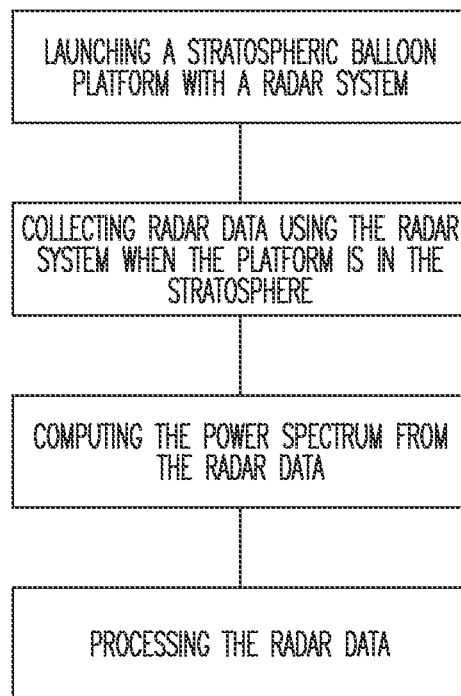 LAUNCHING A STRATOSPHERIC BALLOON
PLATFORM WITH A RADAR SYSTEM
COLLECTING RADAR DATA USING THE RADAR
SYSTEM WHEN THE PLATFORM IS IN THE
STRATOSPHERE
COMPUTING THE POWER SPECTRUM FROM
THE RADAR DATA
PROCESSING THE RADAR DATA